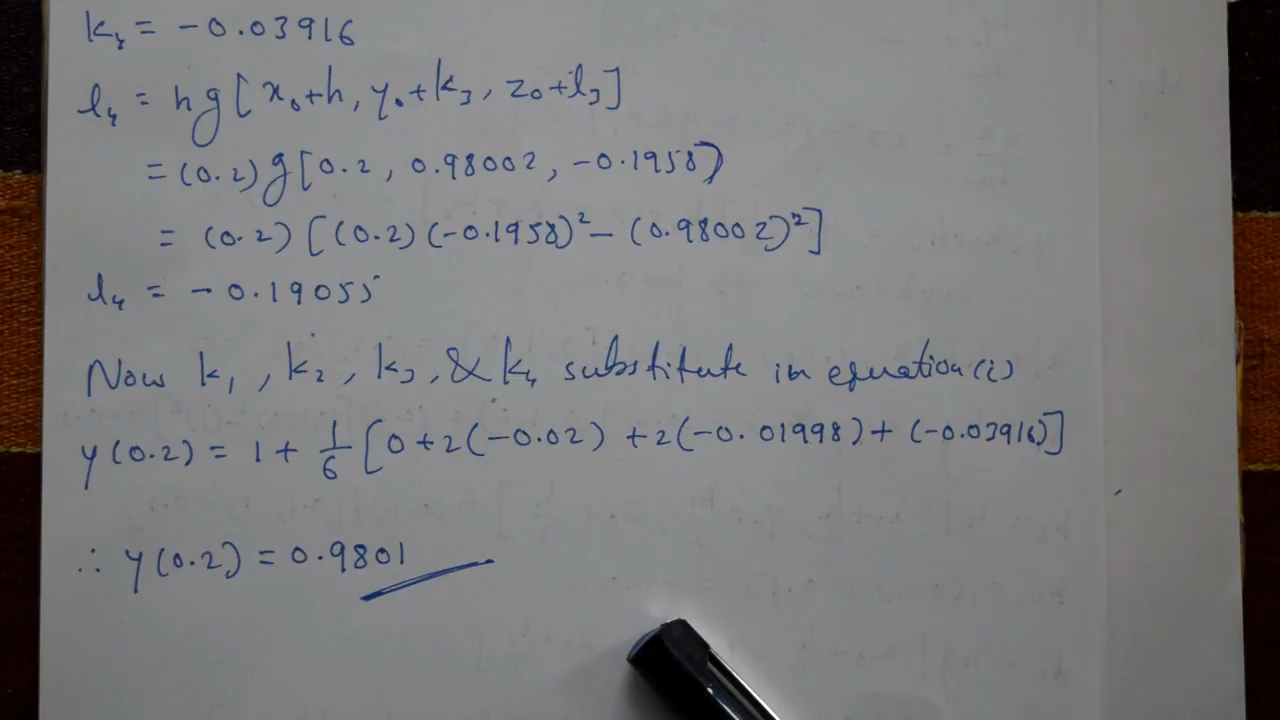 k₄ = -0.03916
l₄ = hg[x₀+h, y₀+k₃, z₀+l₃]
= (0.2)g[0.2, 0.98002, -0.1958)
= (0.2)[(0.2)(-0.1958)² - (0.98002)²]
l₄ = -0.19055
Now k₁, k₂, k₃, & k₄ substitute in equation (i)
y(0.2) = 1 + 1/6 [0+2(-0.02) +2(-0.01998)+(-0.03916)]
∴ y(0.2) = 0.9801